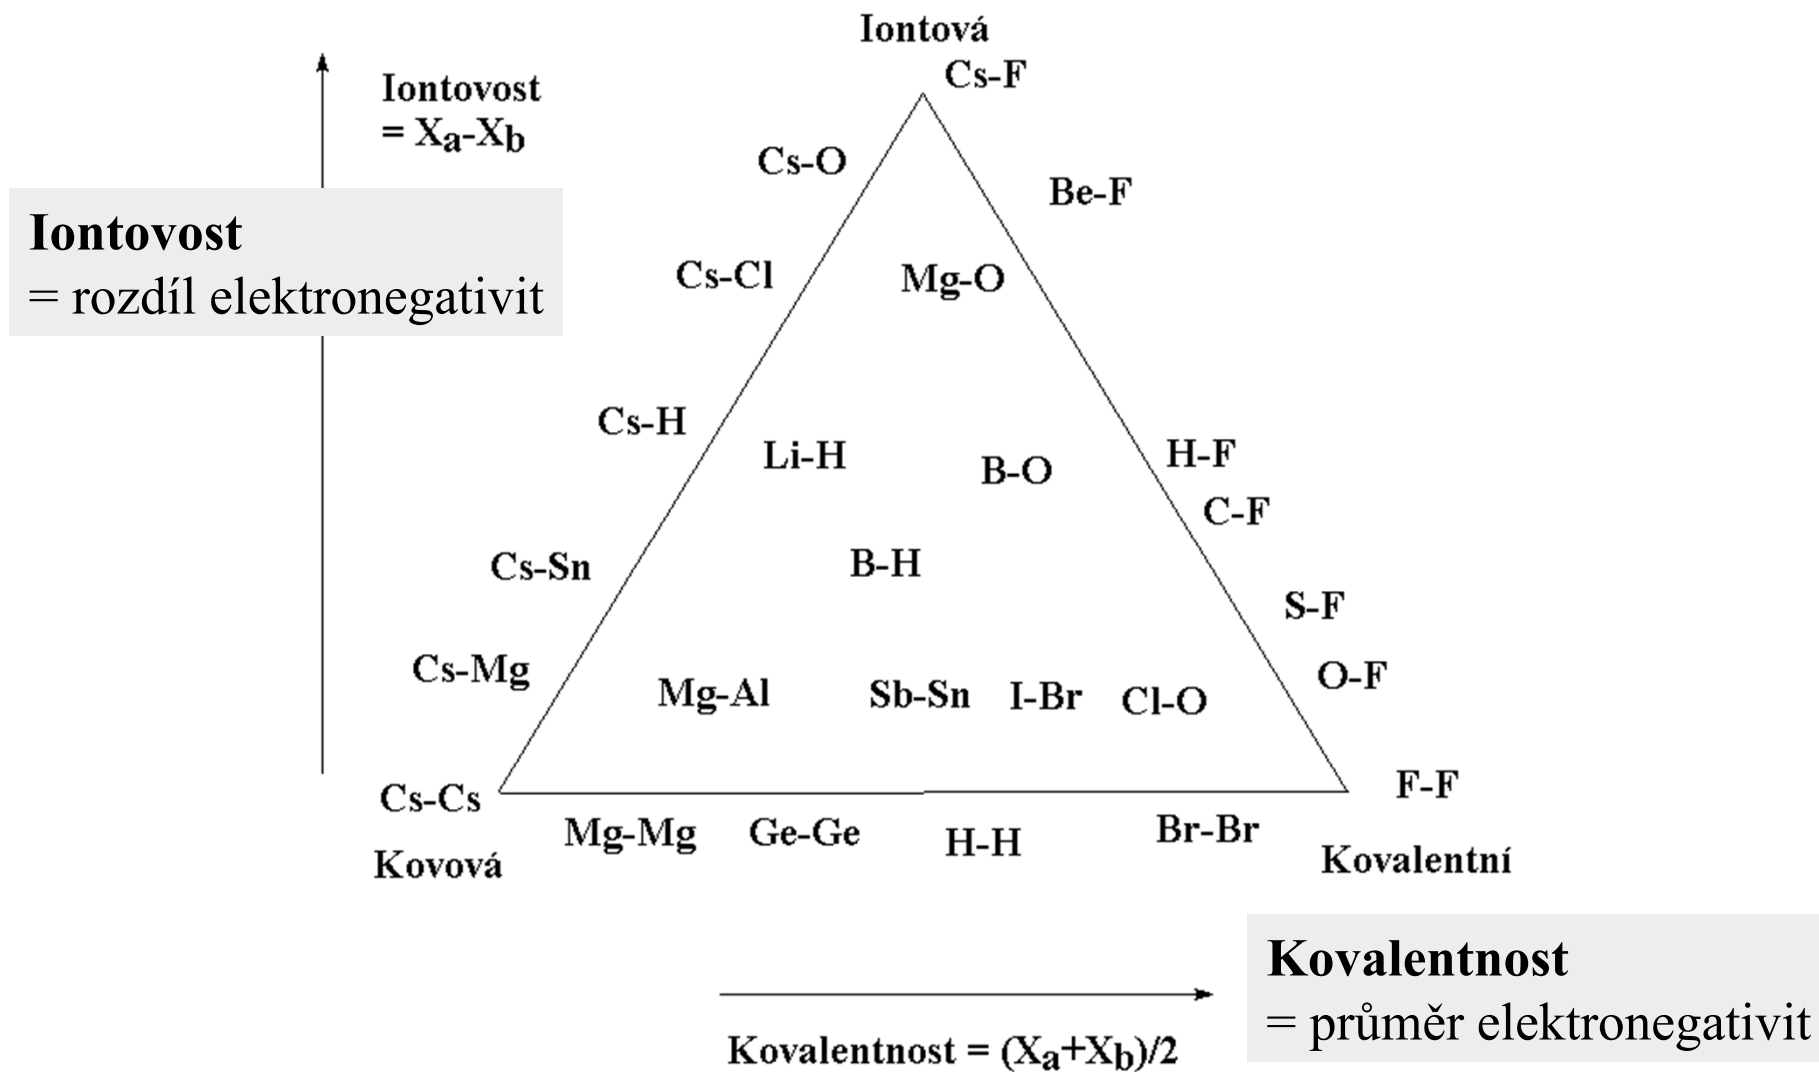 Iontová
Cs-F
Iontovost
= Xa-Xb
Cs-O
Be-F
Iontovost
= rozdíl elektronegativit
Cs-Cl
Mg-O
Cs-H
Li-H
B-O
H-F
C-F
Cs-Sn
B-H
S-F
Cs-Mg
Mg-Al
Sb-Sn
I-Br
Cl-O
O-F
Cs-Cs
F-F
Mg-Mg
Ge-Ge
H-H
Br-Br
Kovová
Kovalentní
Kovalentnost
= průměr elektronegativit
Kovalentnost = (Xa+Xb)/2